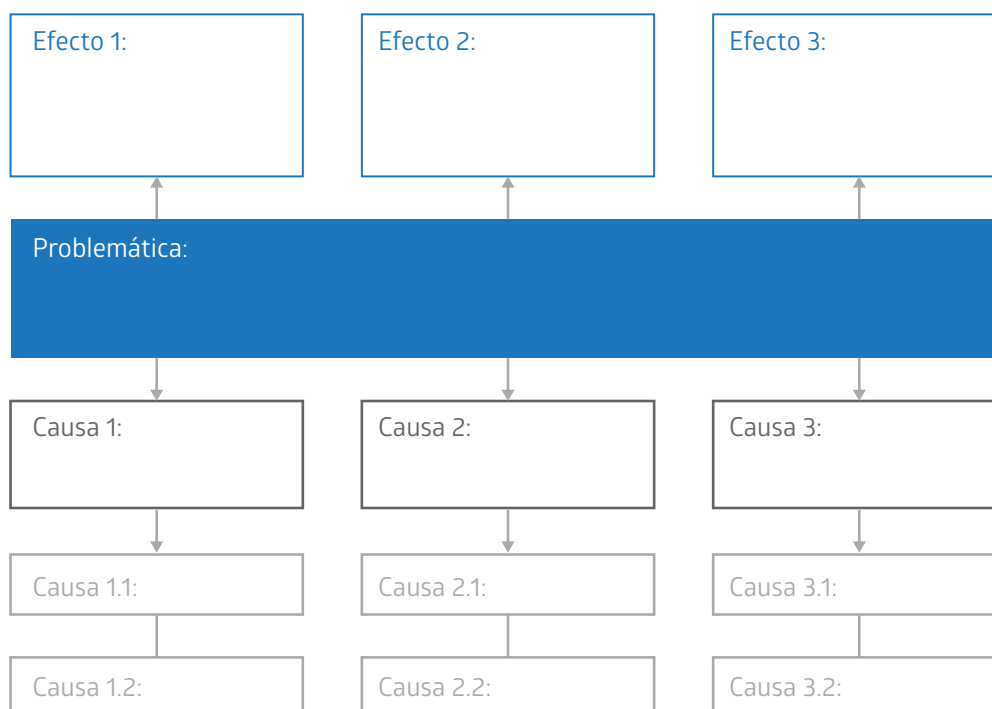 Efecto 1:
Efecto 2:
Efecto 3:
Problemática:
Causa 1:
Causa 2:
Causa 3:
Causa 1.1:
Causa 2.1:
Causa 3.1:
Causa 1.2:
Causa 2.2:
Causa 3.2: